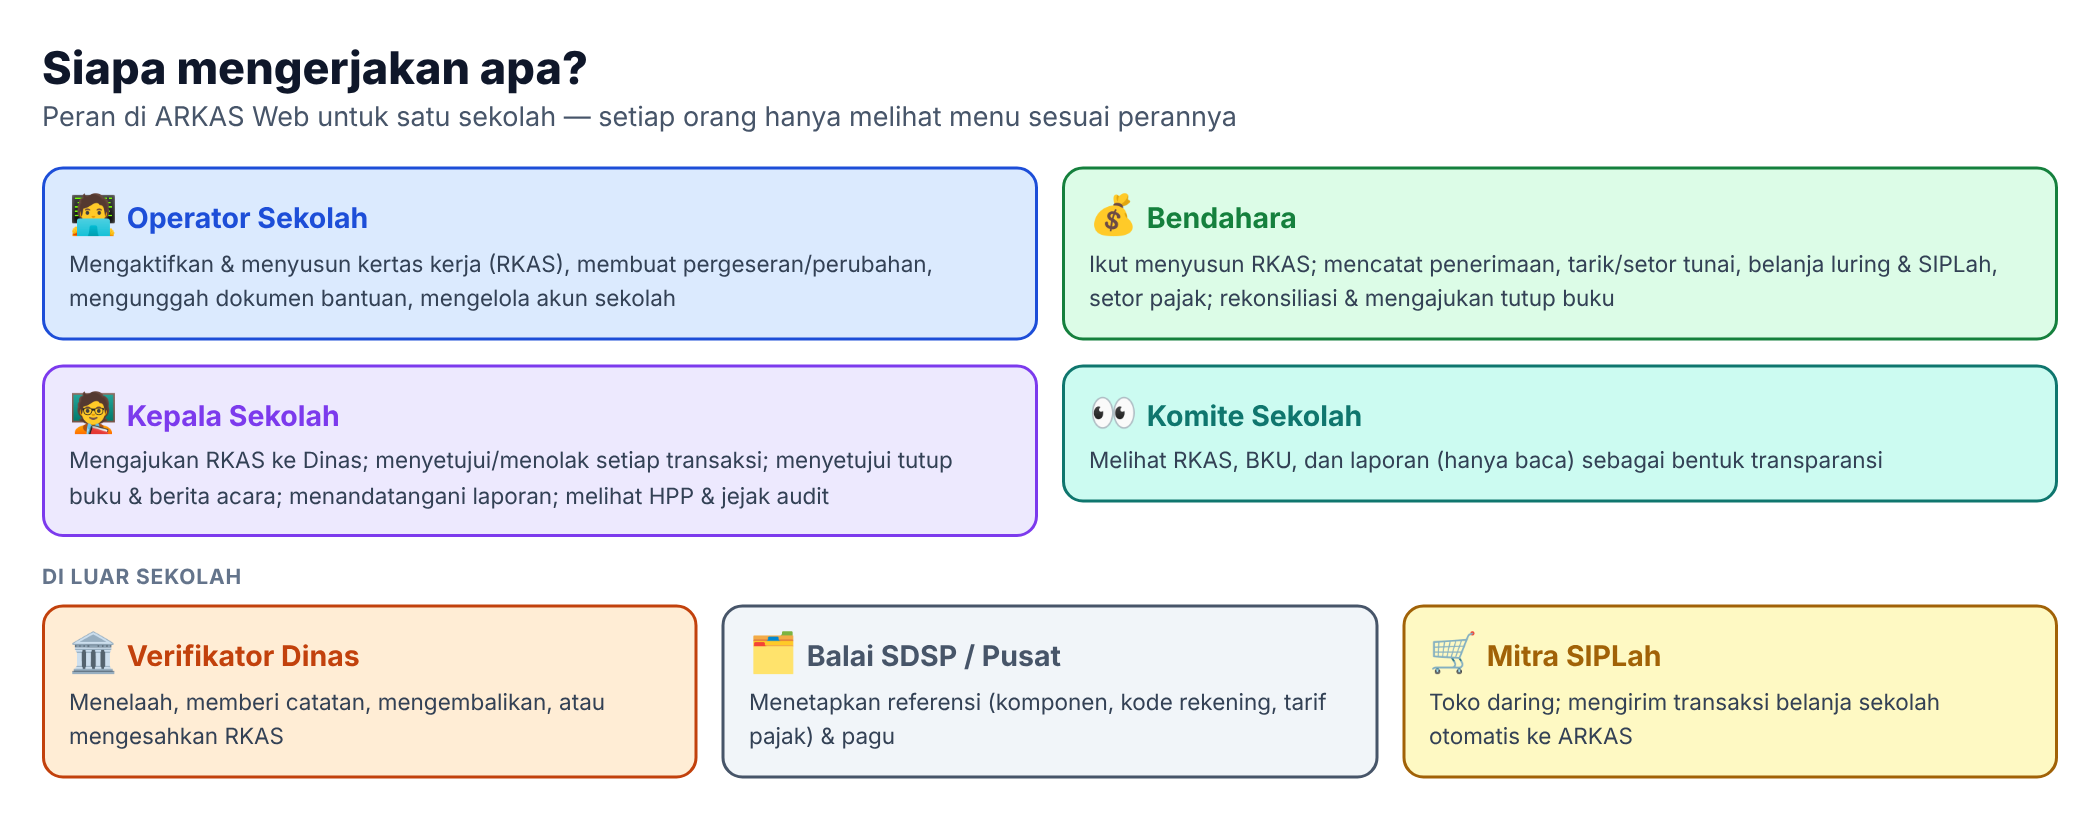 Siapa mengerjakan apa?
Peran di ARKAS Web untuk satu sekolah — setiap orang hanya melihat menu sesuai perannya
Operator Sekolah
Mengaktifkan & menyusun kertas kerja (RKAS), membuat pergeseran/perubahan,
mengunggah dokumen bantuan, mengelola akun sekolah
Bendahara
Ikut menyusun RKAS; mencatat penerimaan, tarik/setor tunai, belanja luring & SIPLah,
setor pajak; rekonsiliasi & mengajukan tutup buku
Kepala Sekolah
Mengajukan RKAS ke Dinas; menyetujui/menolak setiap transaksi; menyetujui tutup
buku & berita acara; menandatangani laporan; melihat HPP & jejak audit
Komite Sekolah
Melihat RKAS, BKU, dan laporan (hanya baca) sebagai bentuk transparansi
DI LUAR SEKOLAH
Verifikator Dinas
Menelaah, memberi catatan, mengembalikan, atau
mengesahkan RKAS
Balai SDSP / Pusat
Menetapkan referensi (komponen, kode rekening, tarif
pajak) & pagu
Mitra SIPLah
Toko daring; mengirim transaksi belanja sekolah
otomatis ke ARKAS